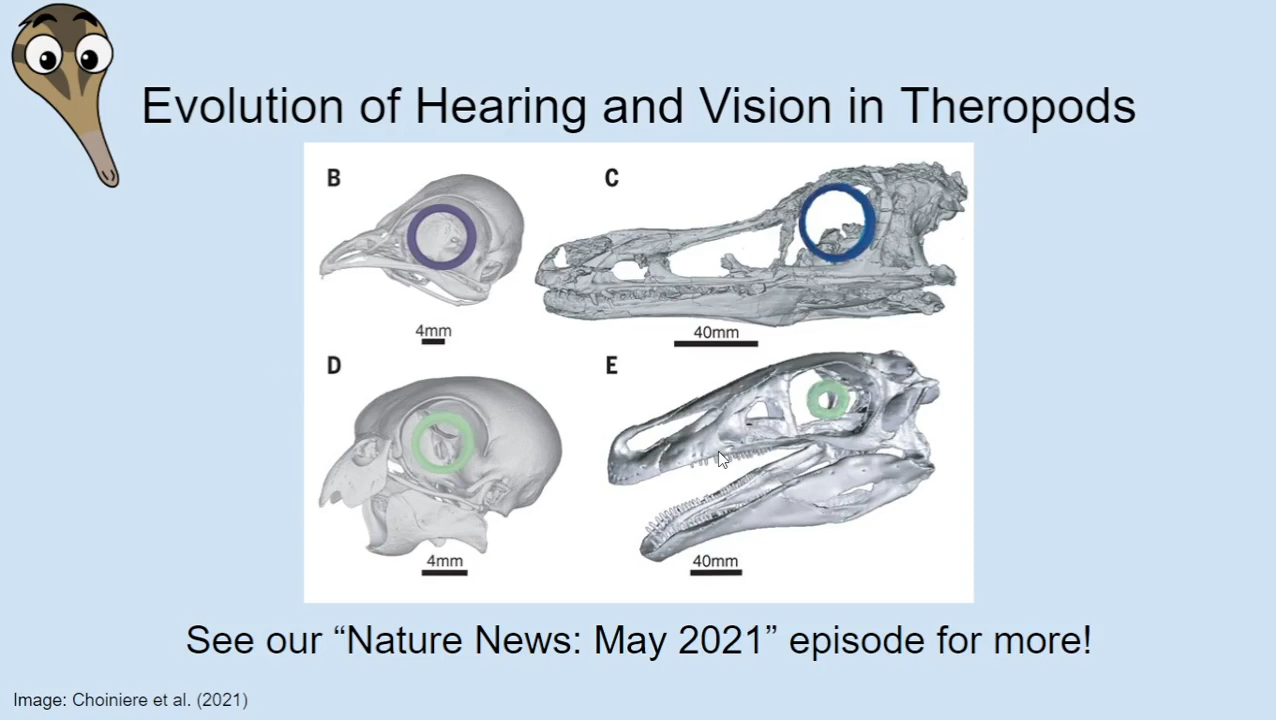 Evolution of Hearing and Vision in Theropods
B
C
4mm
40mm
D
E
4mm
40mm
See our “Nature News: May 2021” episode for more!
Image: Choiniere et al. (2021)